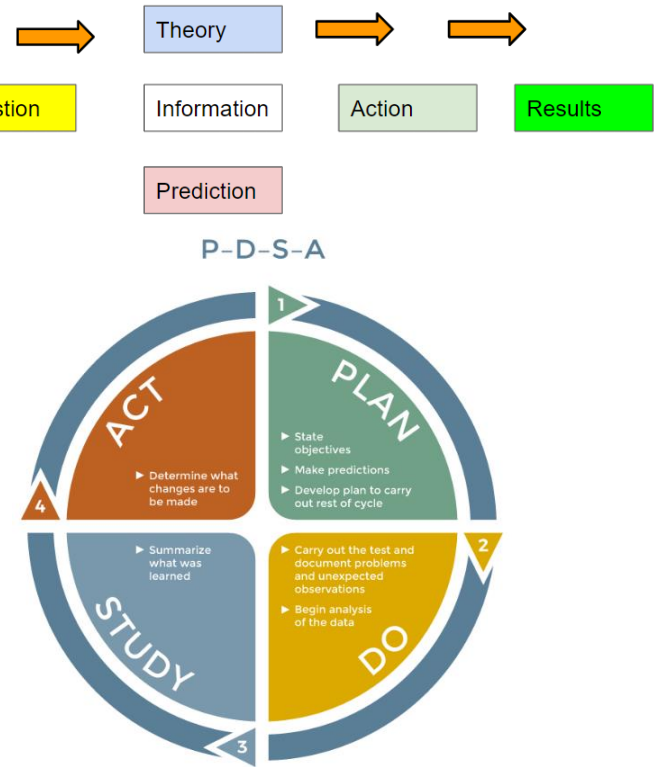 Theory
stion
Information
Action
Results
Prediction
P-D-S-A
1
PLAN
► State
objectives
► Make predictions
► Develop plan to carry
out rest of cycle
2
► Carry out the test and
document problems
and unexpected
observations
► Begin analysis
of the data
DO
3
► Summarize
what was
learned
STUDY
4
ACT
► Determine what
changes are to
be made